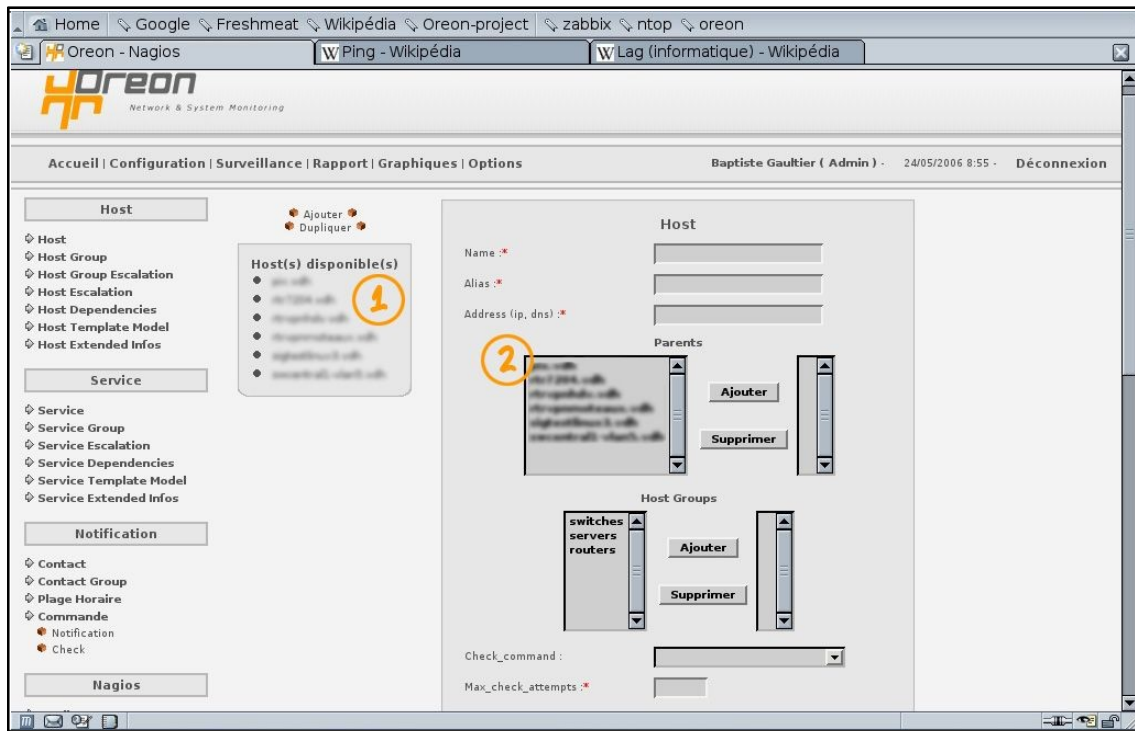 Home Google Freshmeat Wikipédia Oreon-project zabbix ntop oreon
Oreon - Nagios Ping - Wikipédia Lag (informatique) - Wikipédia
oreon
Network & System Monitoring
Accueil | Configuration | Surveillance | Rapport | Graphiques | Options Baptiste Gaultier ( Admin ) - 24/05/2006 8:55 - Déconnexion
Host
Host
Host Group
Host Group Escalation
Host Escalation
Host Dependencies
Host Template Model
Host Extended Infos
Service
Service
Service Group
Service Escalation
Service Dependencies
Service Template Model
Service Extended Infos
Notification
Contact
Contact Group
Plage Horaire
Commande
Notification
Check
Nagios
Ajouter
Dupliquer
Host(s) disponible(s)
1
Host
Name :*
Alias :*
Address (ip, dns) :*
Parents
2
Ajouter
Supprimer
Host Groups
switches
servers
routers
Ajouter
Supprimer
Check_command :
Max_check_attempts :*